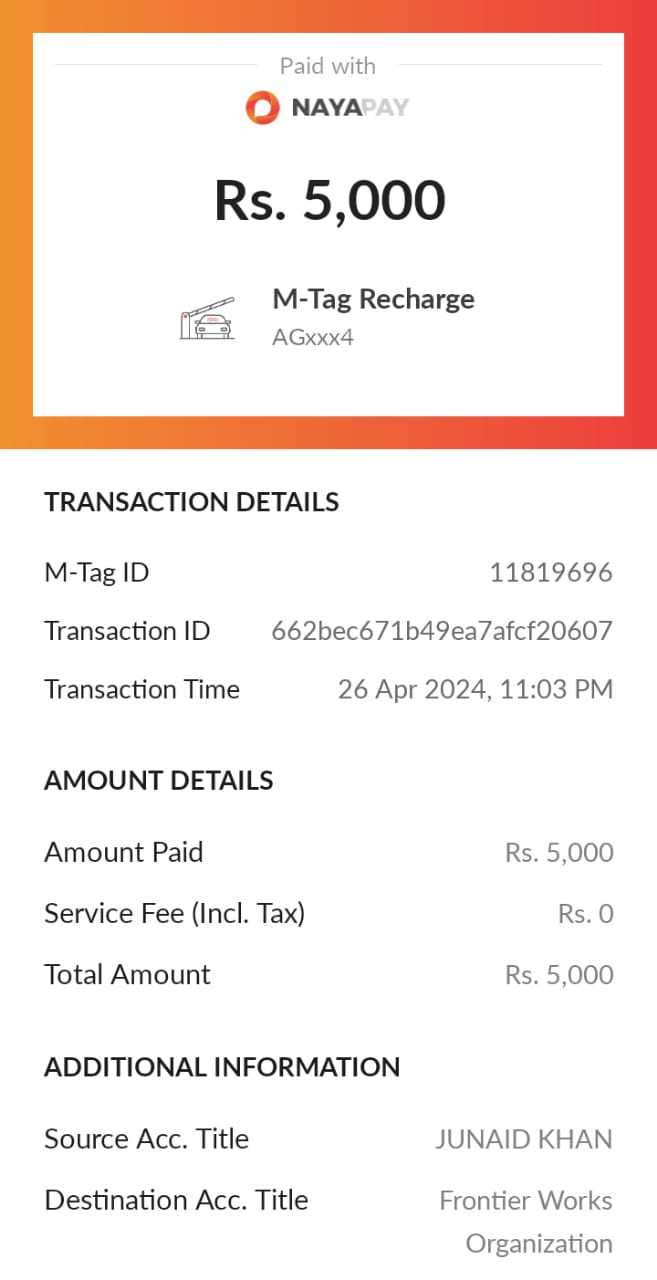 Paid with
NAYAPAY
Rs. 5,000
M-Tag Recharge
AGxxx4
TRANSACTION DETAILS
M-Tag ID 11819696
Transaction ID 662bec671b49ea7afcf20607
Transaction Time 26 Apr 2024, 11:03 PM
AMOUNT DETAILS
Amount Paid Rs. 5,000
Service Fee (Incl. Tax) Rs. 0
Total Amount Rs. 5,000
ADDITIONAL INFORMATION
Source Acc. Title JUNAID KHAN
Destination Acc. Title Frontier Works
Organization